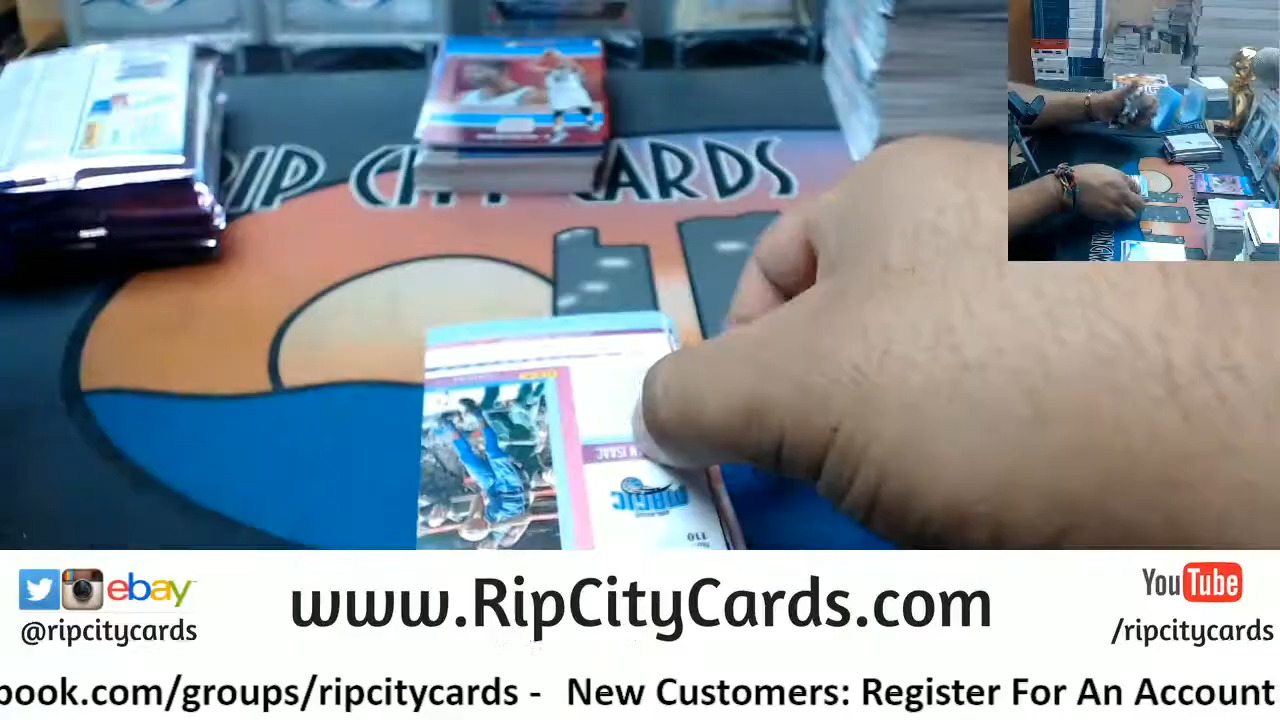 RIP CITY CARDS
N ISAAC
MAGIC
110
ebay
@ripcitycards
www.RipCityCards.com
YouTube
/ripcitycards
book.com/groups/ripcitycards - New Customers: Register For An Account